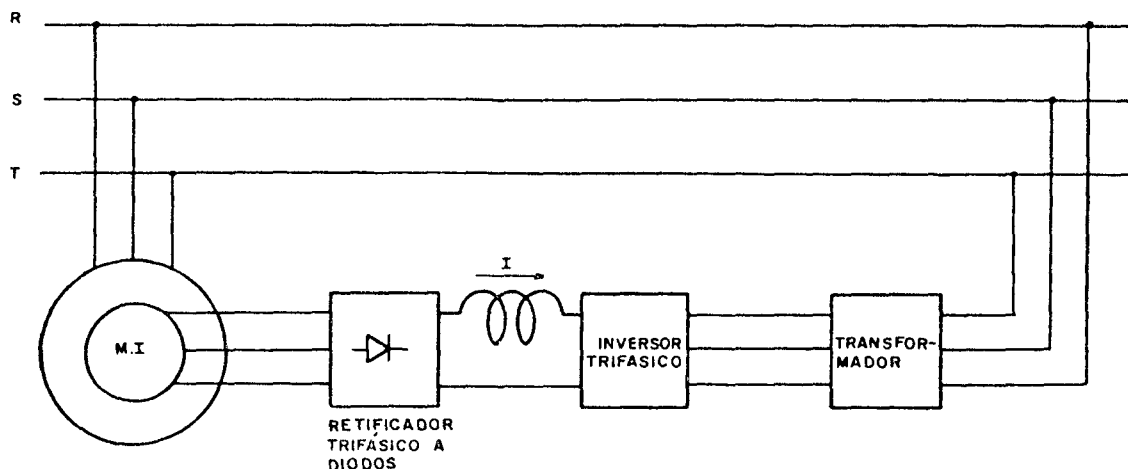 R
S
T
I
M.I
INVERSOR
TRIFASICO
TRANSFOR-
MADOR
RETIFICADOR
TRIFÁSICO A
DIODOS